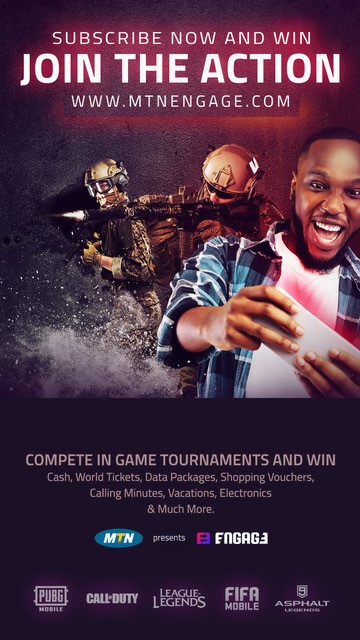 SUBSCRIBE NOW AND WIN
JOIN THE ACTION
WWW.MTNENGAGE.COM
COMPETE IN GAME TOURNAMENTS AND WIN
Cash, World Tickets, Data Packages, Shopping Vouchers,
Calling Minutes, Vacations, Electronics
& Much More.
MTN presents ENGAGE
PUBG MOBILE
CALL OF DUTY
LEAGUE OF LEGENDS
FIFA MOBILE
ASPHALT LEGENDS